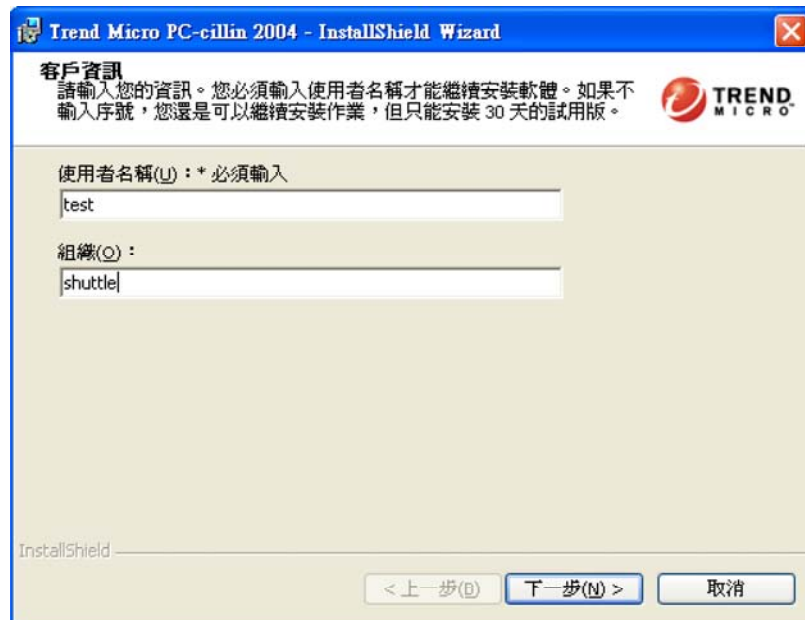 Trend Micro PC-cillin 2004 - InstallShield Wizard
客戶資訊
請輸入您的資訊。您必須輸入使用者名稱才能繼續安裝軟體。如果不
輸入序號，您還是可以繼續安裝作業，但只能安裝 30 天的試用版。
TREND
MICRO
使用者名稱(U)：* 必須輸入
test
組織(O)：
shuttle
InstallShield
< 上一步(B)
下一步(N) >
取消